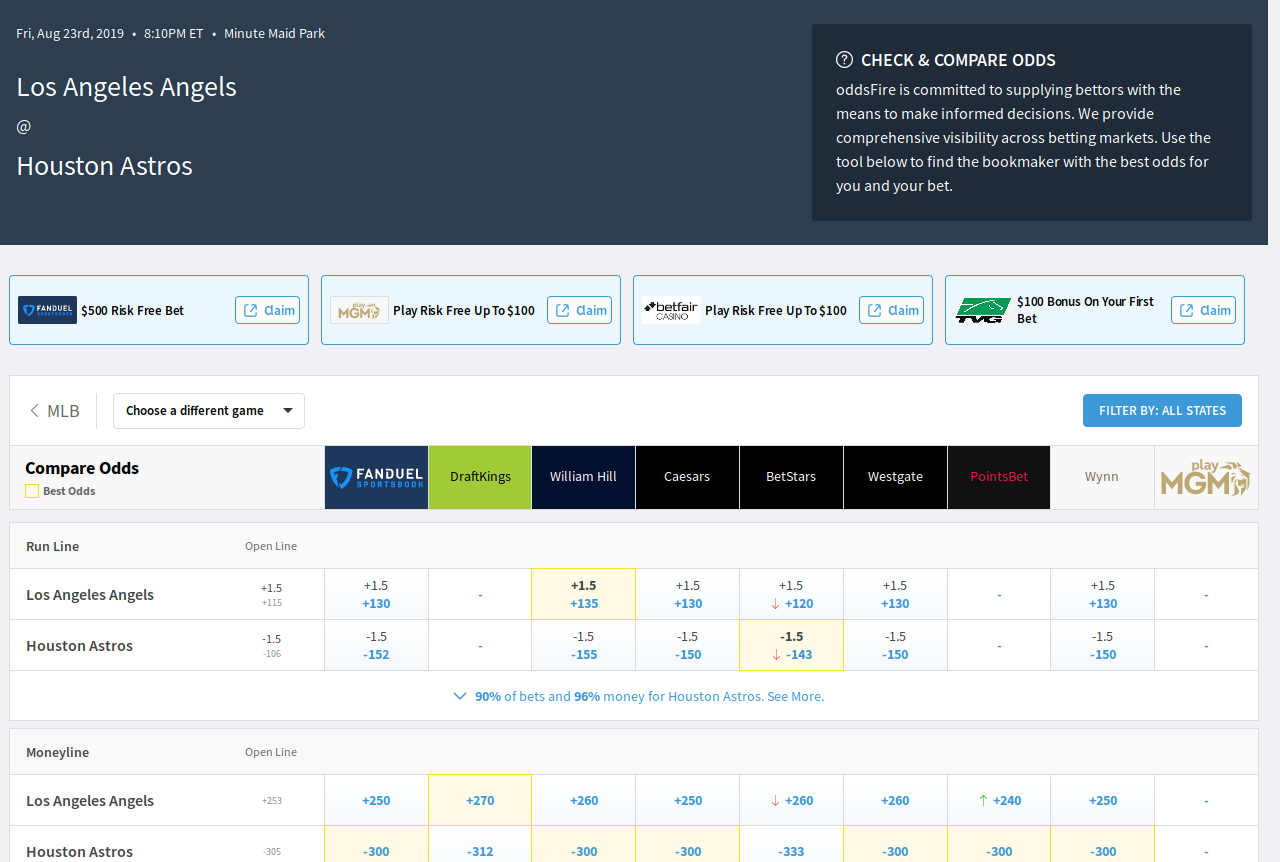 Fri, Aug 23rd, 2019 • 8:10PM ET • Minute Maid Park
Los Angeles Angels
@
Houston Astros
CHECK & COMPARE ODDS
oddsFire is committed to supplying bettors with the
means to make informed decisions. We provide
comprehensive visibility across betting markets. Use the
tool below to find the bookmaker with the best odds for
you and your bet.
FANDUEL SPORTSBOOK $500 Risk Free Bet Claim
play MGM Play Risk Free Up To $100 Claim
betfair CASINO Play Risk Free Up To $100 Claim
TVG $100 Bonus On Your First
Bet Claim
MLB Choose a different game FILTER BY: ALL STATES
Compare Odds
Best Odds
FANDUEL SPORTSBOOK DraftKings William Hill Caesars BetStars Westgate PointsBet Wynn play MGM
Run Line Open Line
Los Angeles Angels
+1.5 +1.5 +1.5 +1.5 +1.5 +1.5 +1.5
+115 +130 - +135 +130 ↓ +120 +130 - +130 -
Houston Astros
-1.5 -1.5 -1.5 -1.5 -1.5 -1.5 -1.5
-106 -152 - -155 -150 ↓ -143 -150 - -150 -
90% of bets and 96% money for Houston Astros. See More.
Moneyline Open Line
Los Angeles Angels +253 +250 +270 +260 +250 ↓ +260 +260 ↑ +240 +250 -
Houston Astros -305 -300 -312 -300 -300 -333 -300 -300 -300 -